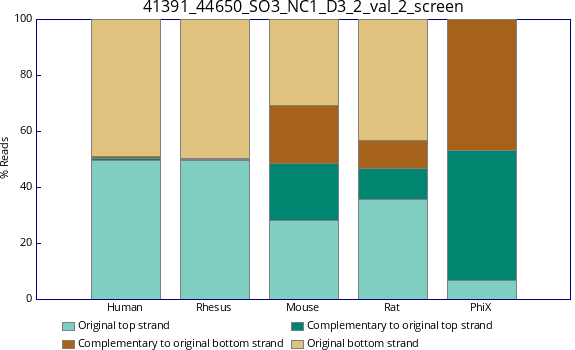 41391_44650_SO3_NC1_D3_2_val_2_screen
100
80
60
40
20
0
% Reads
Human Rhesus Mouse Rat PhiX
Original top strand Complementary to original top strand
Complementary to original bottom strand Original bottom strand